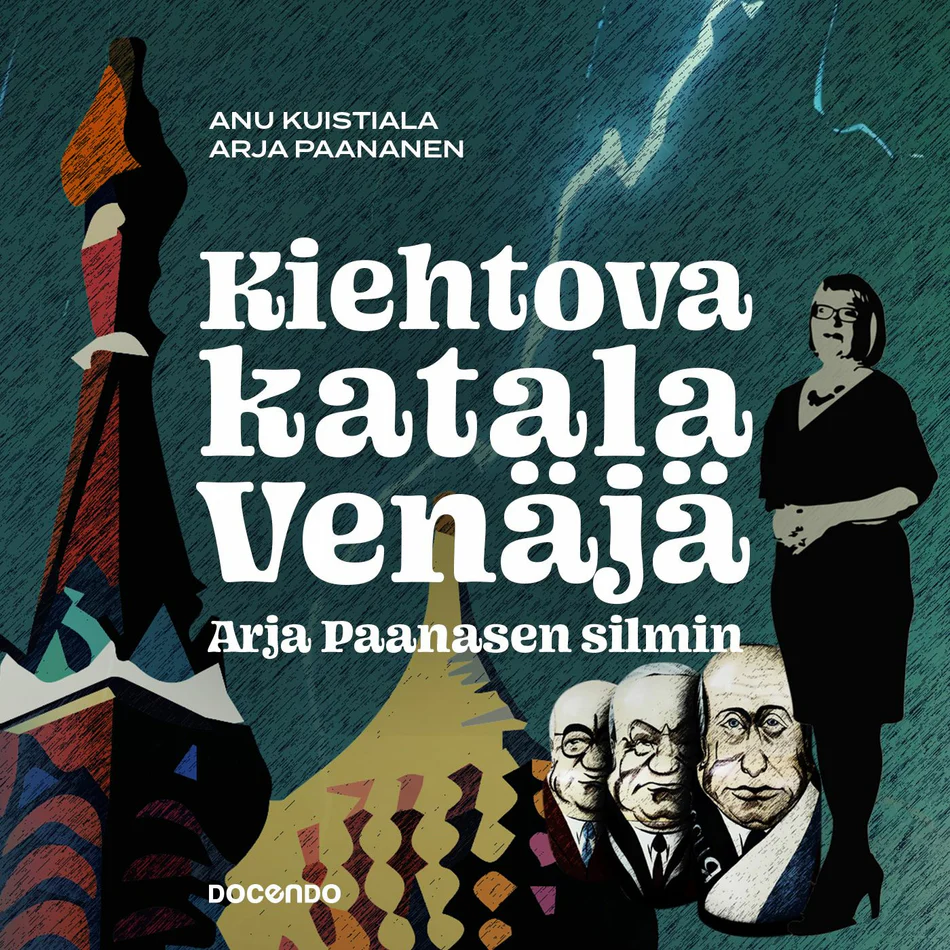 ANU KUISTIALA
ARJA PAANANEN
Kiehtova
katala
Venäjä
Arja Paanasen silmin
DOCENDO